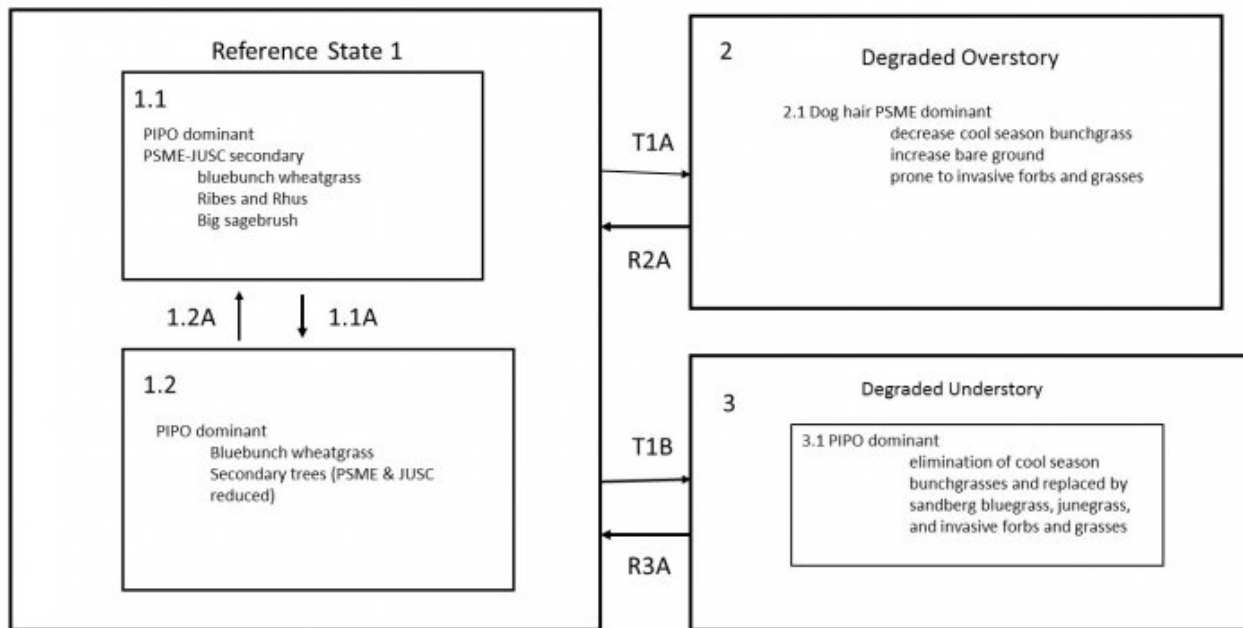 Reference State 1
1.1
PIPO dominant
PSME-JUSC secondary
bluebunch wheatgrass
Ribes and Rhus
Big sagebrush
1.2A
1.1A
1.2
PIPO dominant
Bluebunch wheatgrass
Secondary trees (PSME & JUSC
reduced)
T1A
R2A
2
Degraded Overstory
2.1 Dog hair PSME dominant
decrease cool season bunchgrass
increase bare ground
prone to invasive forbs and grasses
T1B
R3A
3
Degraded Understory
3.1 PIPO dominant
elimination of cool season
bunchgrasses and replaced by
sandberg bluegrass, junegrass,
and invasive forbs and grasses